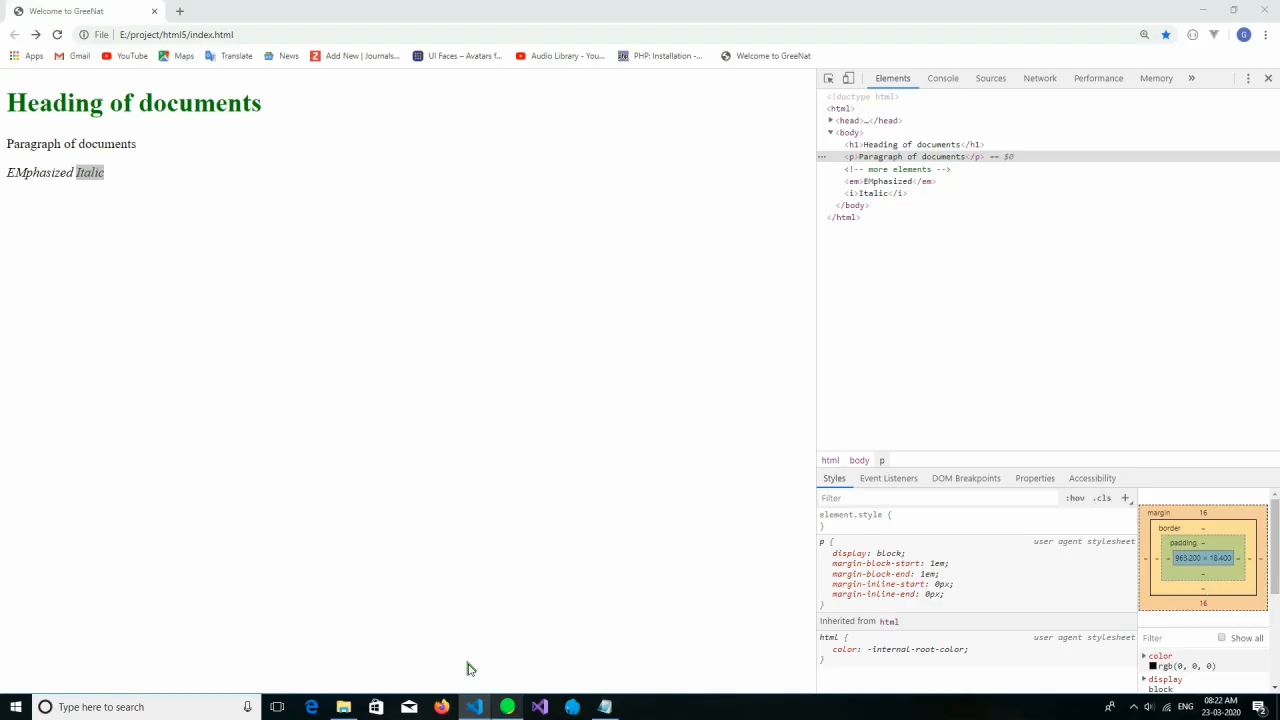 Welcome to GreeNat
File E:/project/html5/index.html
G
Apps Gmail YouTube Maps Translate News Add New | Journals... UI Faces – Avatars f... Audio Library - You... PHP: Installation -... Welcome to GreeNat
Heading of documents
Paragraph of documents
EMphasized Italic
Elements Console Sources Network Performance Memory »
<!doctype html>
<html>
<head>…</head>
<body>
<h1>Heading of documents</h1>
<p>Paragraph of documents</p> == $0
<!-- more elements -->
<em>EMphasized</em>
<i>Italic</i>
</body>
</html>
html body p
Styles Event Listeners DOM Breakpoints Properties Accessibility
Filter :hov .cls +
element.style {
}
p { user agent stylesheet
display: block;
margin-block-start: 1em;
margin-block-end: 1em;
margin-inline-start: 0px;
margin-inline-end: 0px;
}
Inherited from html
html { user agent stylesheet
color: -internal-root-color;
}
margin 16
border –
padding –
963.200 × 18.400
16
Filter Show all
color
rgb(0, 0, 0)
display
block
Type here to search
ENG
08:22 AM
23-03-2020
2